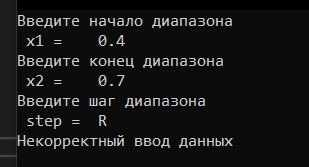 Введите начало диапазона
x1 =    0.4
Введите конец диапазона
x2 =    0.7
Введите шаг диапазона
step =  R
Некорректный ввод данных